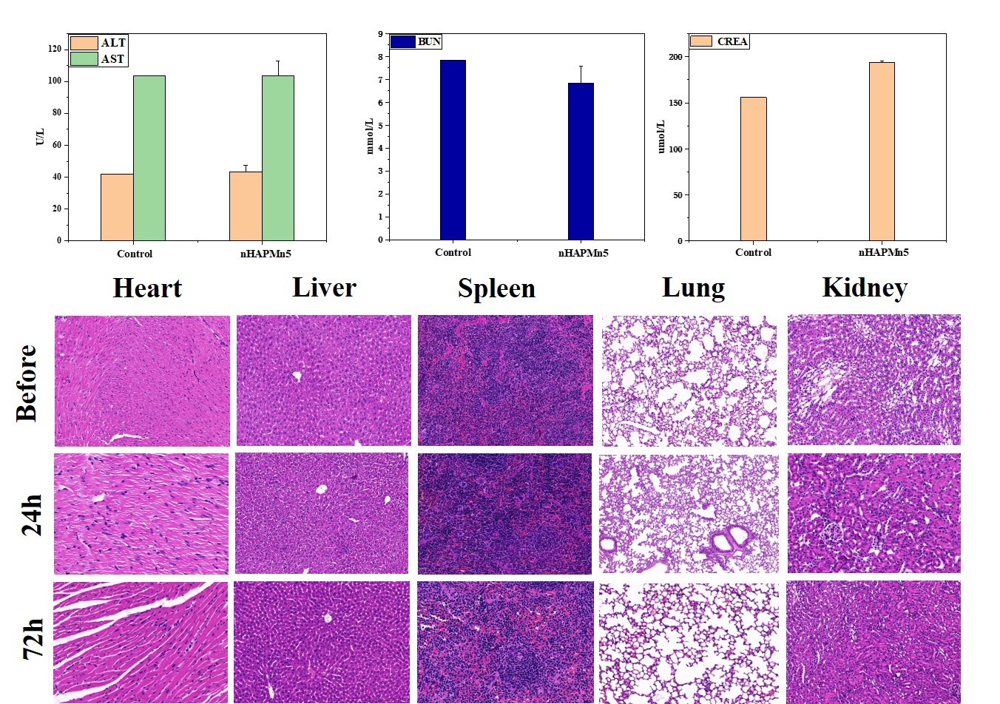 ALT
AST
120
100
80
60
40
20
0
U/L
Control
nHAPMn5
BUN
9
8
7
6
5
4
3
2
1
0
mmol/L
Control
nHAPMn5
CREA
200
150
100
50
0
umol/L
Control
nHAPMn5
Heart Liver Spleen Lung Kidney
Before
24h
72h